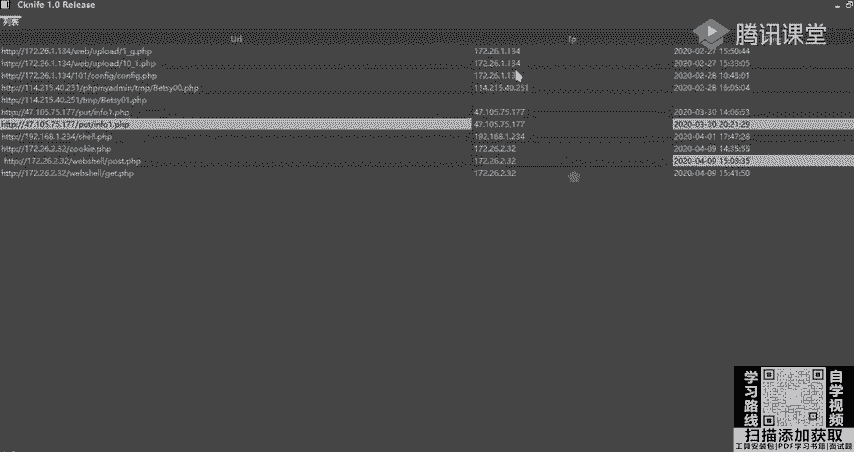 Cknife 1.0 Release
列表
Url Ip
http://172.26.1.134/web/upload/1_g.php 172.26.1.134 2020-02-27 15:50:44
http://172.26.1.134/web/upload/10_1.php 172.26.1.134 2020-02-27 15:33:05
http://172.26.1.134/101/config/config.php 172.26.1.13 2020-02-28 10:45:01
http://114.215.40.251/phpmyadmin/tmp/Betsy00.php 114.215.40.251 2020-02-28 16:05:04
http://114.215.40.251/tmp/Betsy01.php
http://47.105.75.177/put/info1.php 47.105.75.177 2020-03-30 14:06:53
http://47.105.75.177/ 47.105.75.177 2020-03-30 20:21:29
http://192.168.1.234/shell.php 192.168.1.234 2020-04-01 17:47:28
http://172.26.2.32/cookie.php 172.26.2.32 2020-04-09 14:35:55
http://172.26.2.32/webshell/post.php 172.26.2.32 2020-04-09 15:03:35
http://172.26.2.32/webshell/get.php 172.26.2.32 2020-04-09 15:41:50
腾讯课堂
学习路线
自学视频
扫描添加获取
工具安装包|PDF学习书籍|面试题